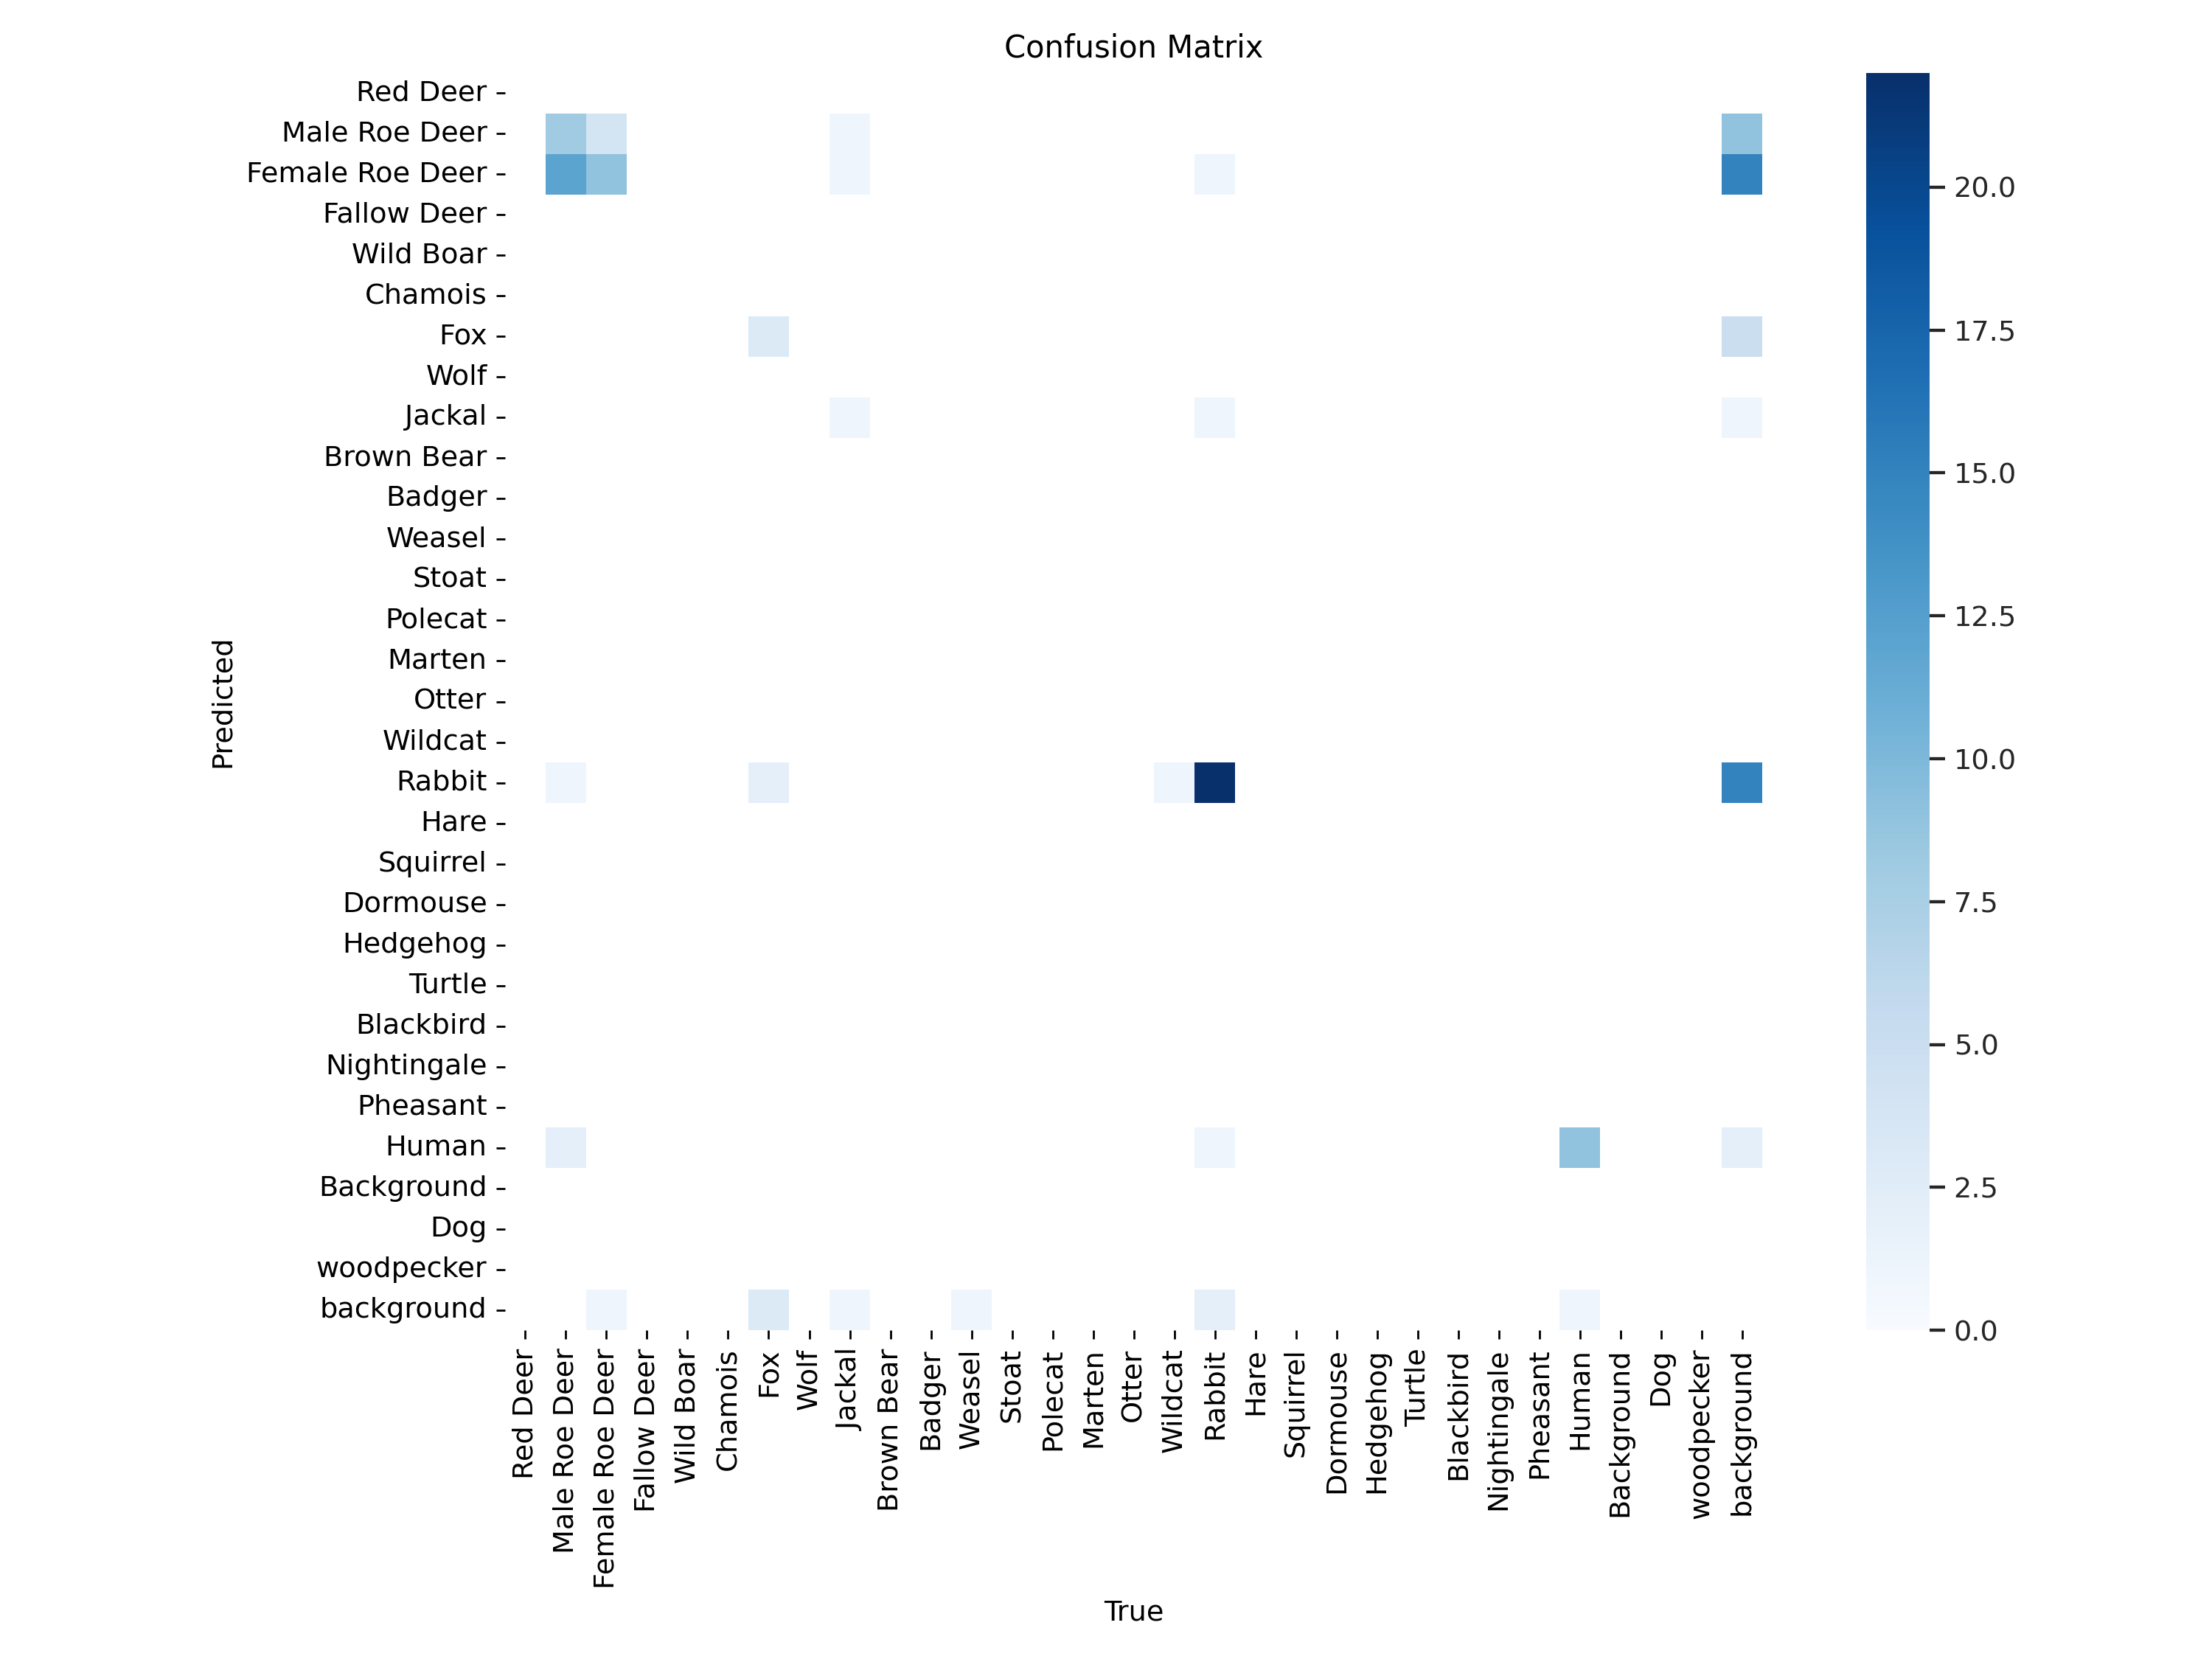 Confusion Matrix
Red Deer
Male Roe Deer
Female Roe Deer
Fallow Deer
Wild Boar
Chamois
Fox
Wolf
Jackal
Brown Bear
Badger
Weasel
Stoat
Polecat
Marten
Otter
Wildcat
Rabbit
Hare
Squirrel
Dormouse
Hedgehog
Turtle
Blackbird
Nightingale
Pheasant
Human
Background
Dog
woodpecker
background
Predicted
Red Deer
Male Roe Deer
Female Roe Deer
Fallow Deer
Wild Boar
Chamois
Fox
Wolf
Jackal
Brown Bear
Badger
Weasel
Stoat
Polecat
Marten
Otter
Wildcat
Rabbit
Hare
Squirrel
Dormouse
Hedgehog
Turtle
Blackbird
Nightingale
Pheasant
Human
Background
Dog
woodpecker
background
True
20.0
17.5
15.0
12.5
10.0
7.5
5.0
2.5
0.0